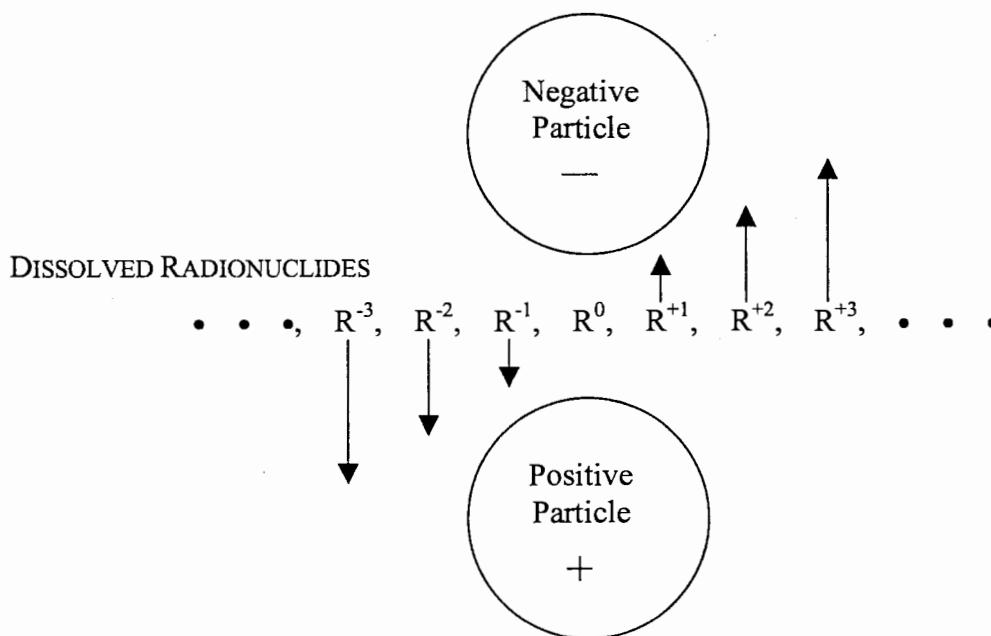 Negative
Particle
—
DISSOLVED RADIONUCLIDES
• • •, R⁻³, R⁻², R⁻¹, R⁰, R⁺¹, R⁺², R⁺³, • • •
Positive
Particle
+